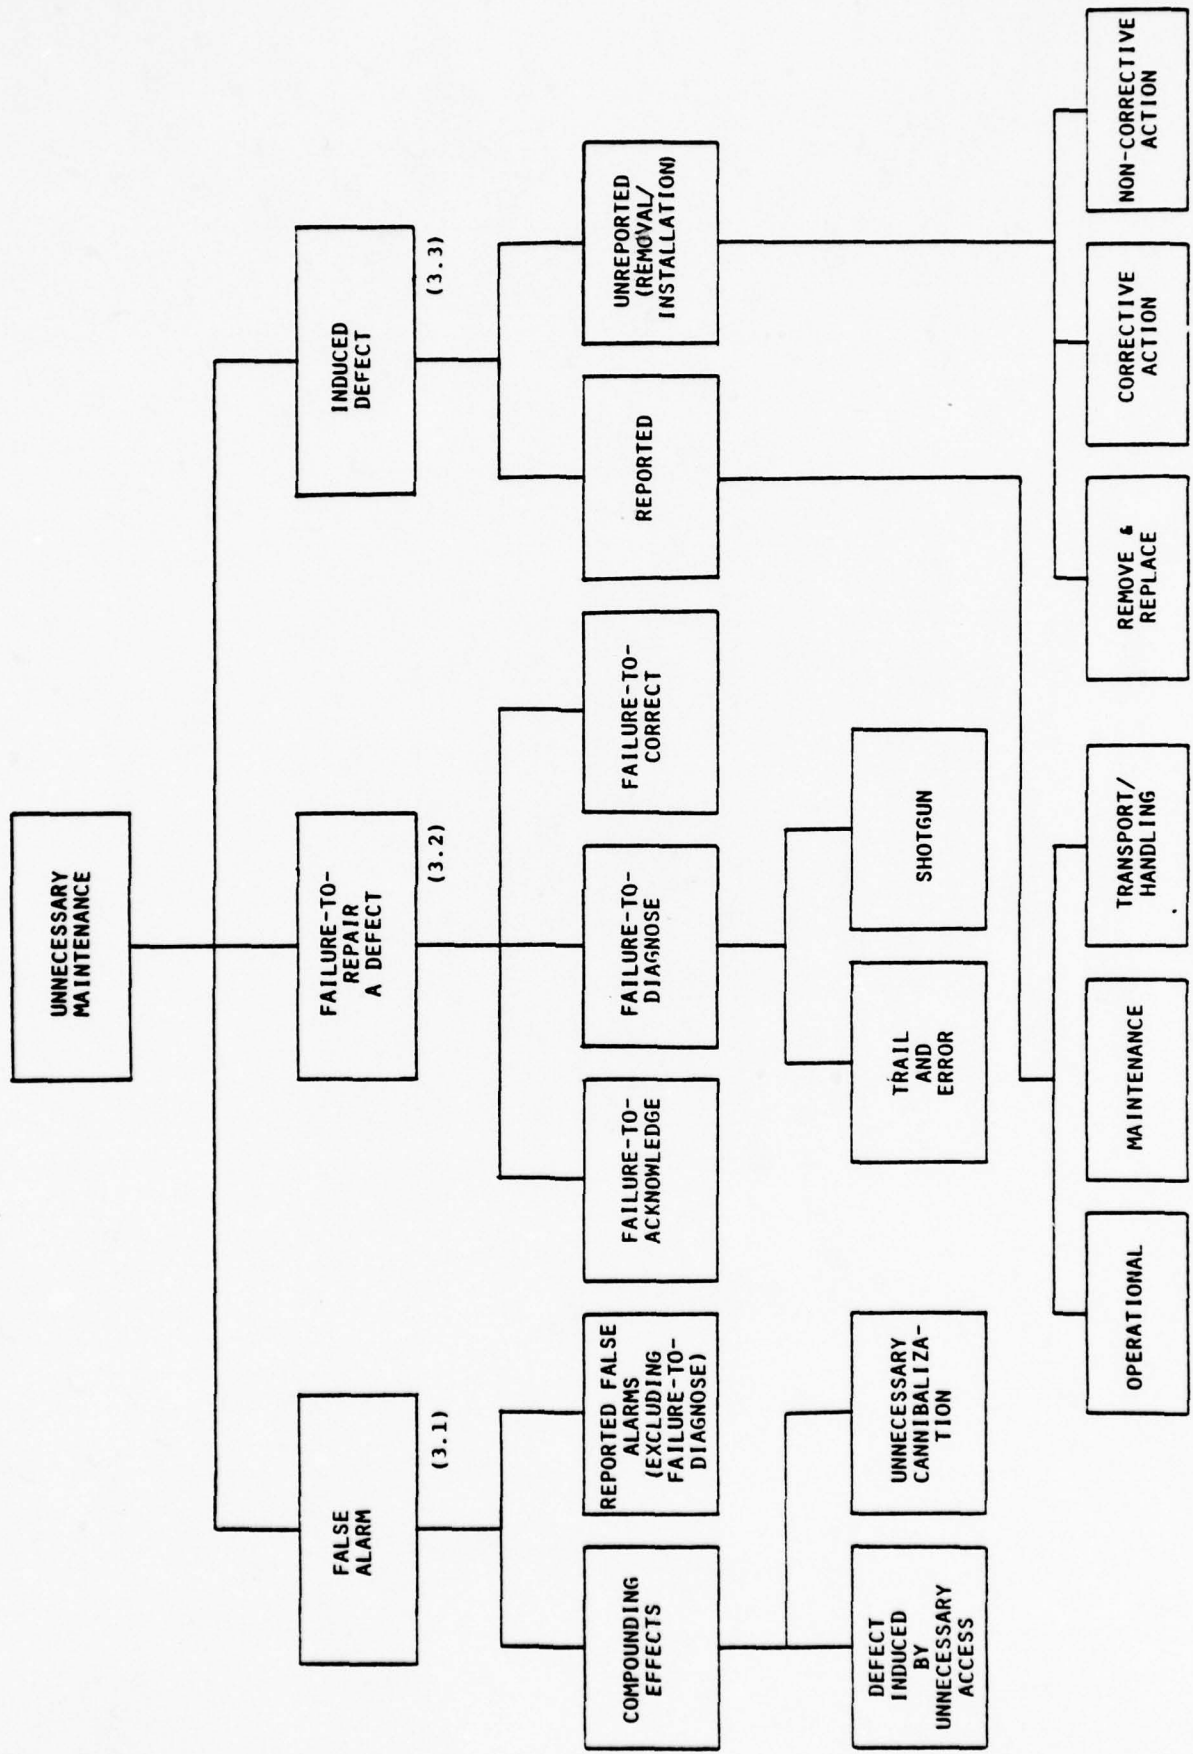 UNNECESSARY
MAINTENANCE
FALSE
ALARM
(3.1)
FAILURE-TO-
REPAIR
A DEFECT
(3.2)
INDUCED
DEFECT
(3.3)
COMPOUNDING
EFFECTS
REPORTED FALSE
ALARMS
(EXCLUDING
FAILURE-TO-
DIAGNOSE)
FAILURE-TO-
ACKNOWLEDGE
FAILURE-TO-
DIAGNOSE
FAILURE-TO-
CORRECT
REPORTED
UNREPORTED
(REMOVAL/
INSTALLATION)
DEFECT
INDUCED
BY
UNNECESSARY
ACCESS
UNNECESSARY
CANNIBALIZA-
TION
TRAIL
AND
ERROR
SHOTGUN
OPERATIONAL
MAINTENANCE
TRANSPORT/
HANDLING
REMOVE &
REPLACE
CORRECTIVE
ACTION
NON-CORRECTIVE
ACTION